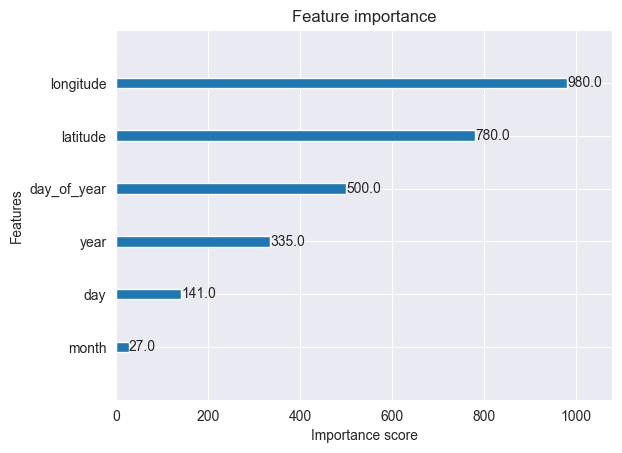 Feature importance
longitude
980.0
latitude
780.0
day_of_year
500.0
Features
year
335.0
day
141.0
month
27.0
0
200
400
600
800
1000
Importance score